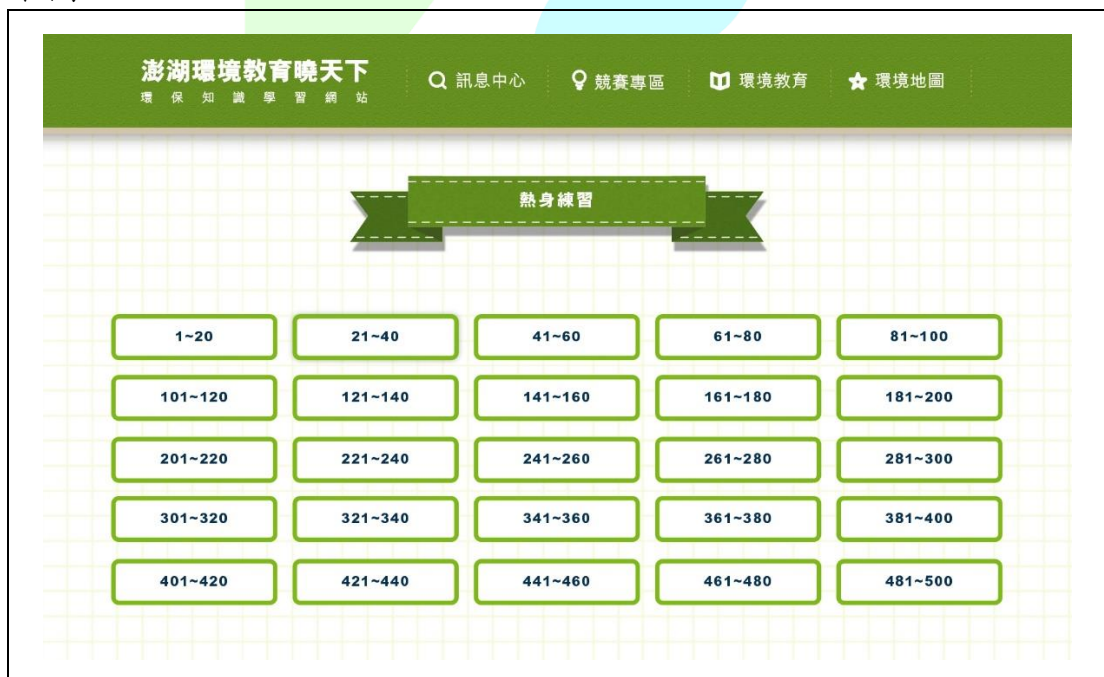 澎湖環境教育曉天下
環保知識學習網站
訊息中心 競賽專區 環境教育 環境地圖
熱身練習
1~20 21~40 41~60 61~80 81~100
101~120 121~140 141~160 161~180 181~200
201~220 221~240 241~260 261~280 281~300
301~320 321~340 341~360 361~380 381~400
401~420 421~440 441~460 461~480 481~500